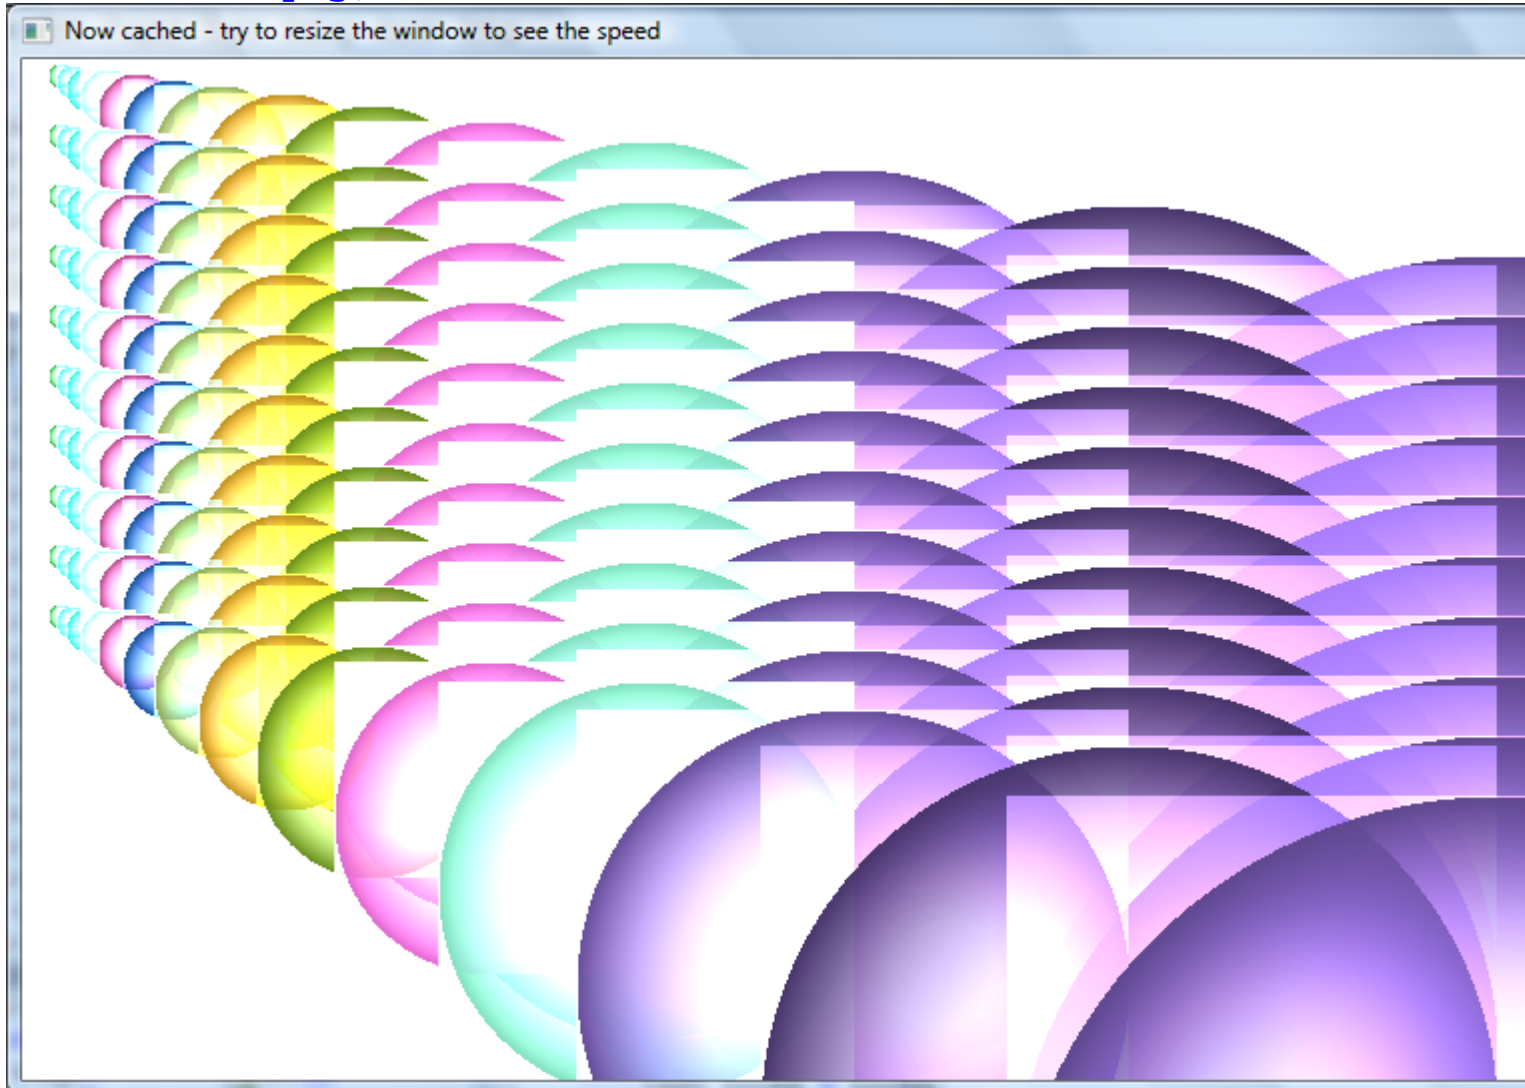 Now cached - try to resize the window to see the speed